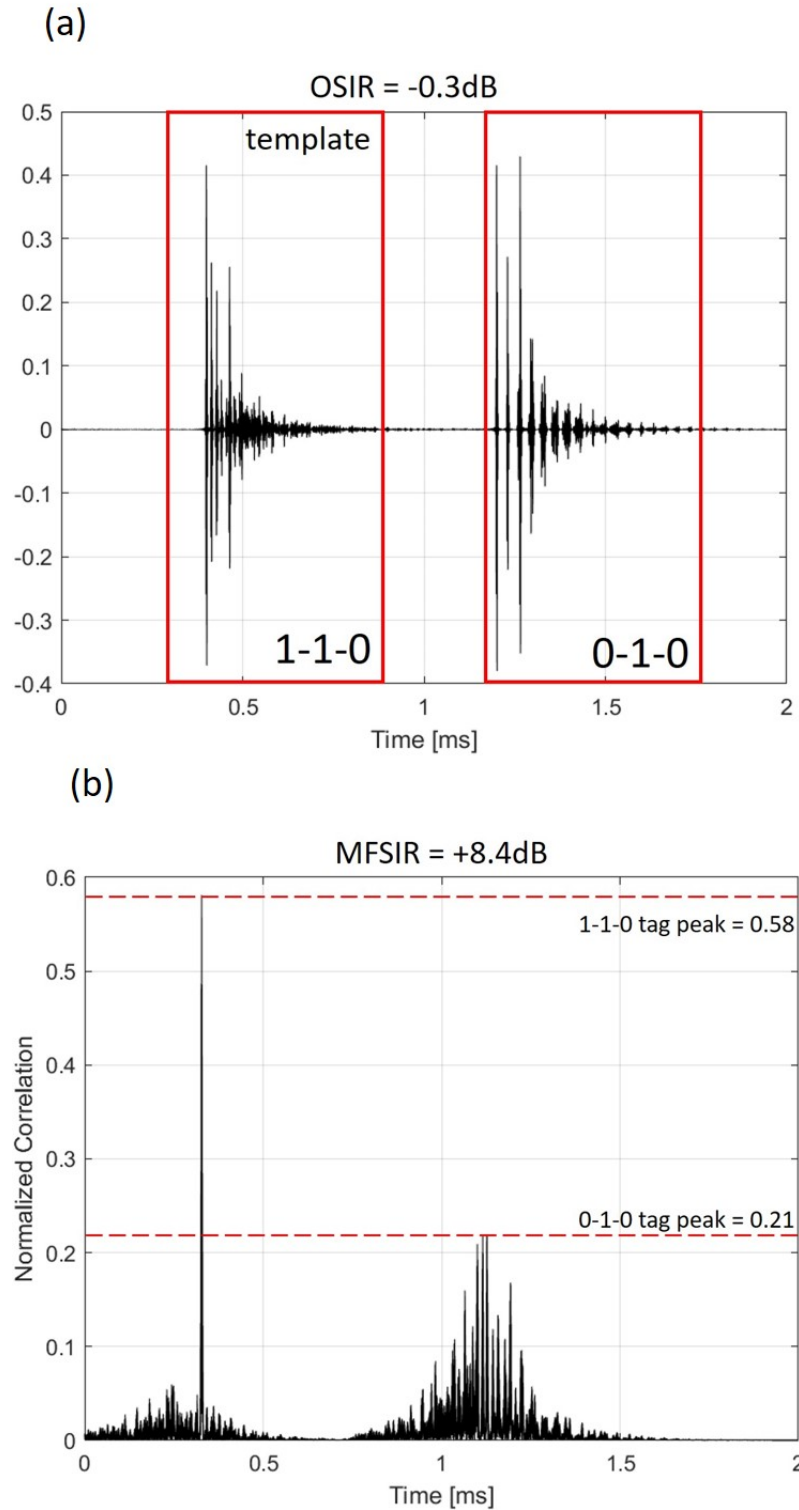 (a)
OSIR = -0.3dB
0.5
template
0.4
0.3
0.2
0.1
0
-0.1
-0.2
-0.3
1-1-0
0-1-0
-0.4
0
0.5
1
1.5
2
Time [ms]
(b)
MFSIR = +8.4dB
0.6
1-1-0 tag peak = 0.58
0.5
0.4
Normalized Correlation
0.3
0-1-0 tag peak = 0.21
0.2
0.1
0
0
0.5
1
1.5
2
Time [ms]